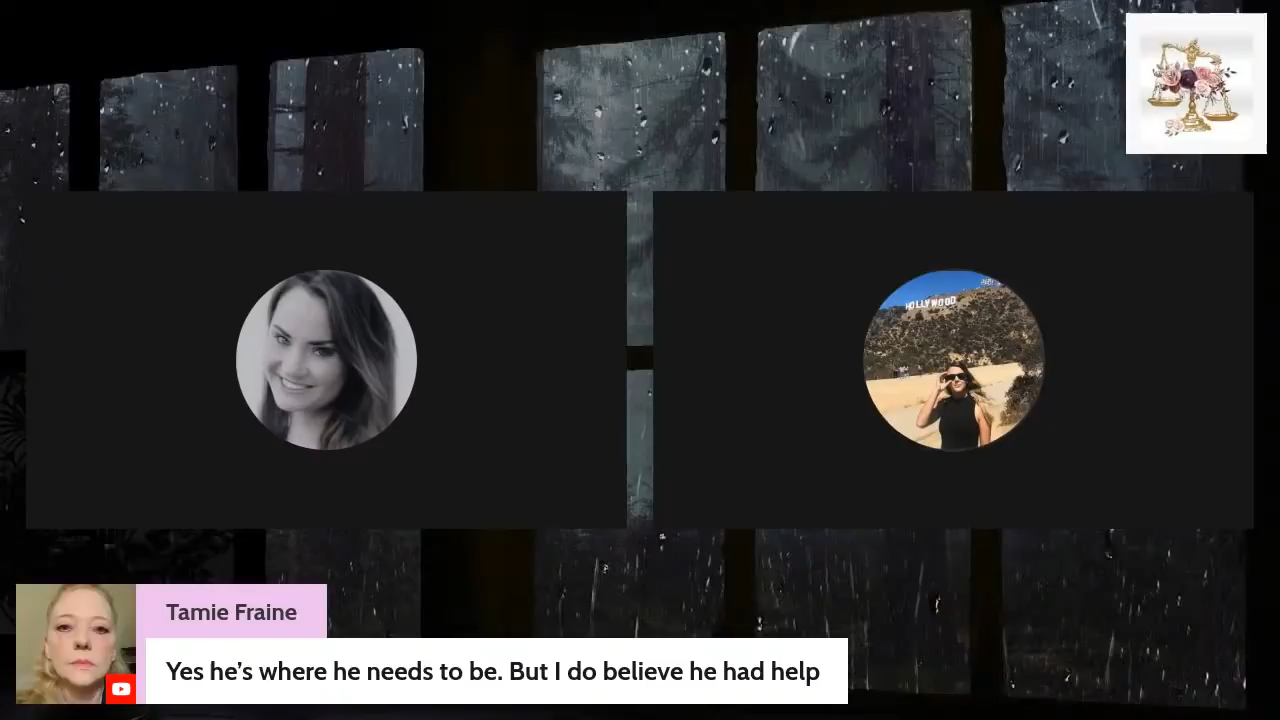 HOLLYWOOD
Tamie Fraine
Yes he's where he needs to be. But I do believe he had help